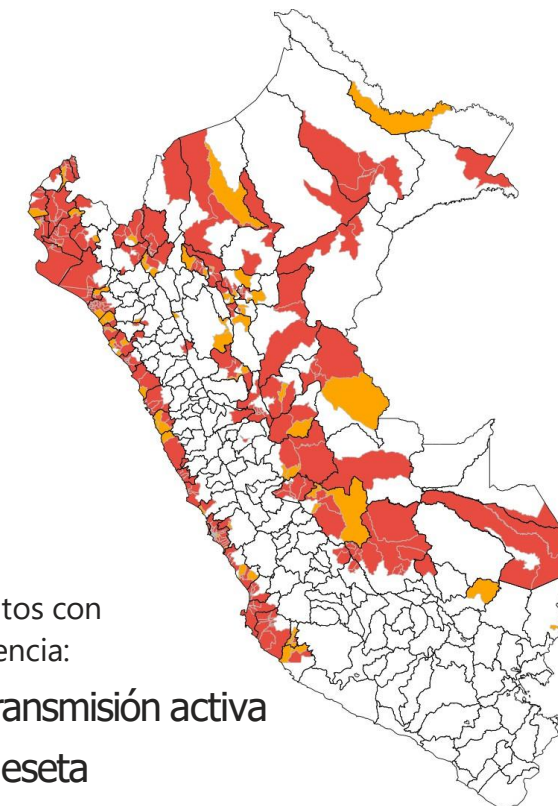 tos con
encia:
ransmisión activa
eseta